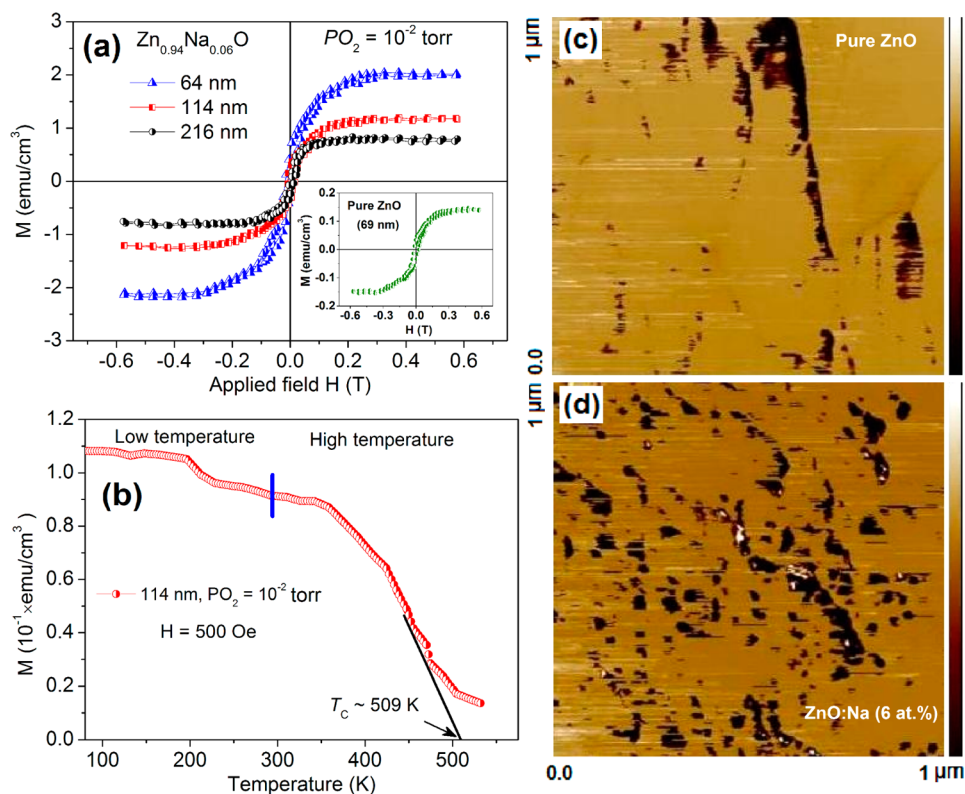 (a)
Zn0.94Na0.06O
PO2 = 10-2 torr
64 nm
114 nm
216 nm
3
2
1
0
-1
-2
-3
M (emu/cm3)
-0.6 -0.4 -0.2 0.0 0.2 0.4 0.6
Applied field H (T)
Pure ZnO
(69 nm)
0.2
0.1
0.0
-0.1
-0.2
M (emu/cm3)
-0.6 -0.3 0.0 0.3 0.6
H (T)
(b)
Low temperature
High temperature
114 nm, PO2 = 10-2 torr
H = 500 Oe
TC ~ 509 K
1.2
1.0
0.8
0.6
0.4
0.2
0.0
M (10-1×emu/cm3)
100 200 300 400 500
Temperature (K)
(c)
Pure ZnO
1 µm
0.0
(d)
ZnO:Na (6 at.%)
1 µm
0.0
1 µm